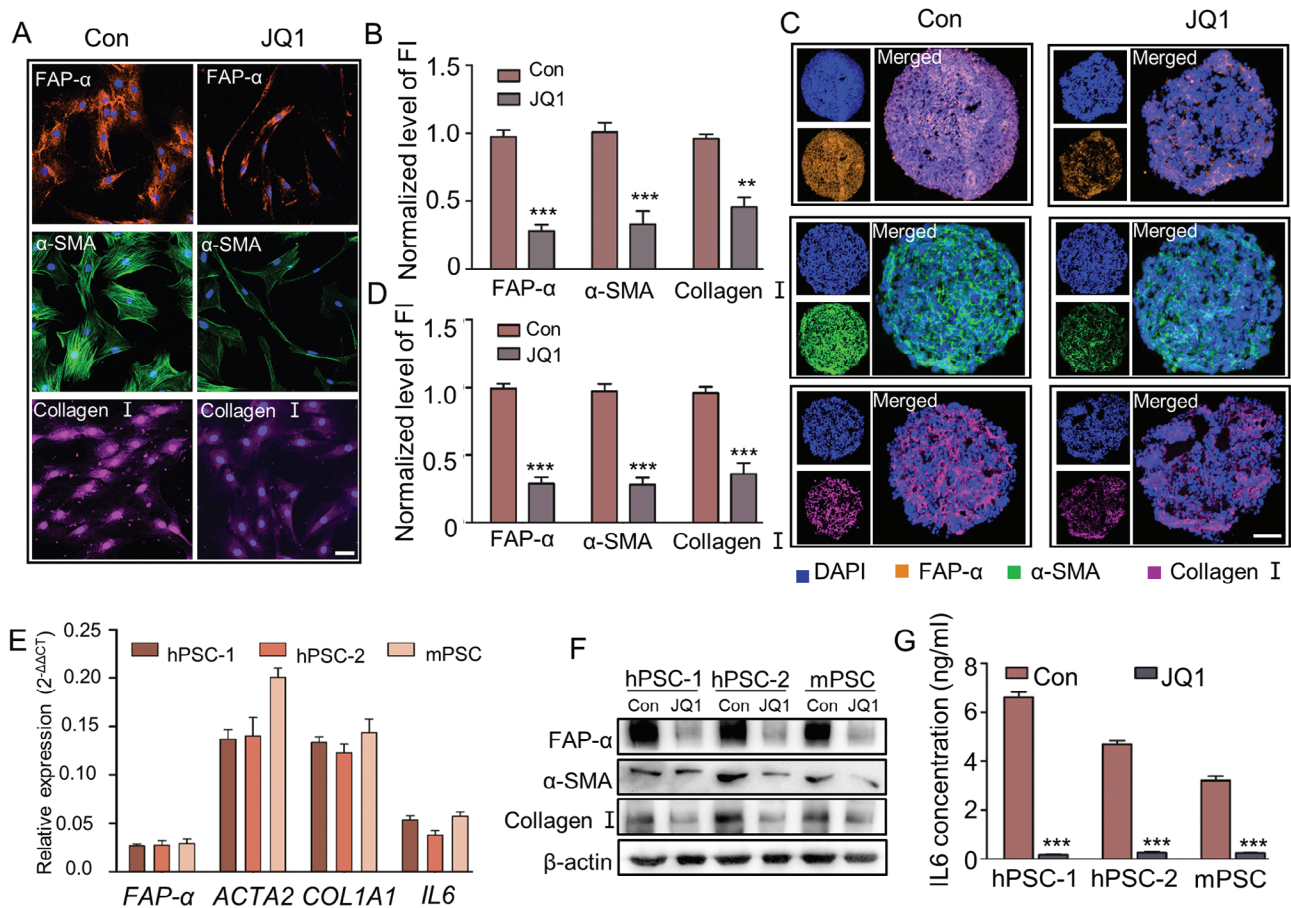 A
Con
JQ1
FAP-α
α-SMA
α-SMA
Collagen I
Collagen I
B
Normalized level of FI
1.5
1.0
0.5
0
Con
JQ1
***
***
**
FAP-α
α-SMA
Collagen I
D
Normalized level of FI
1.5
1.0
0.5
0
Con
JQ1
***
***
***
FAP-α
α-SMA
Collagen I
C
Con
JQ1
Merged
Merged
Merged
Merged
Merged
Merged
DAPI
FAP-α
α-SMA
Collagen I
E
Relative expression (2-ΔΔCT)
0.25
0.20
0.15
0.10
0.05
0.0
hPSC-1
hPSC-2
mPSC
FAP-α
ACTA2
COL1A1
IL6
F
hPSC-1 hPSC-2 mPSC
Con JQ1 Con JQ1 Con JQ1
FAP-α
α-SMA
Collagen I
β-actin
G
IL6 concentration (ng/ml)
8
6
4
2
0
Con
JQ1
***
***
***
hPSC-1
hPSC-2
mPSC